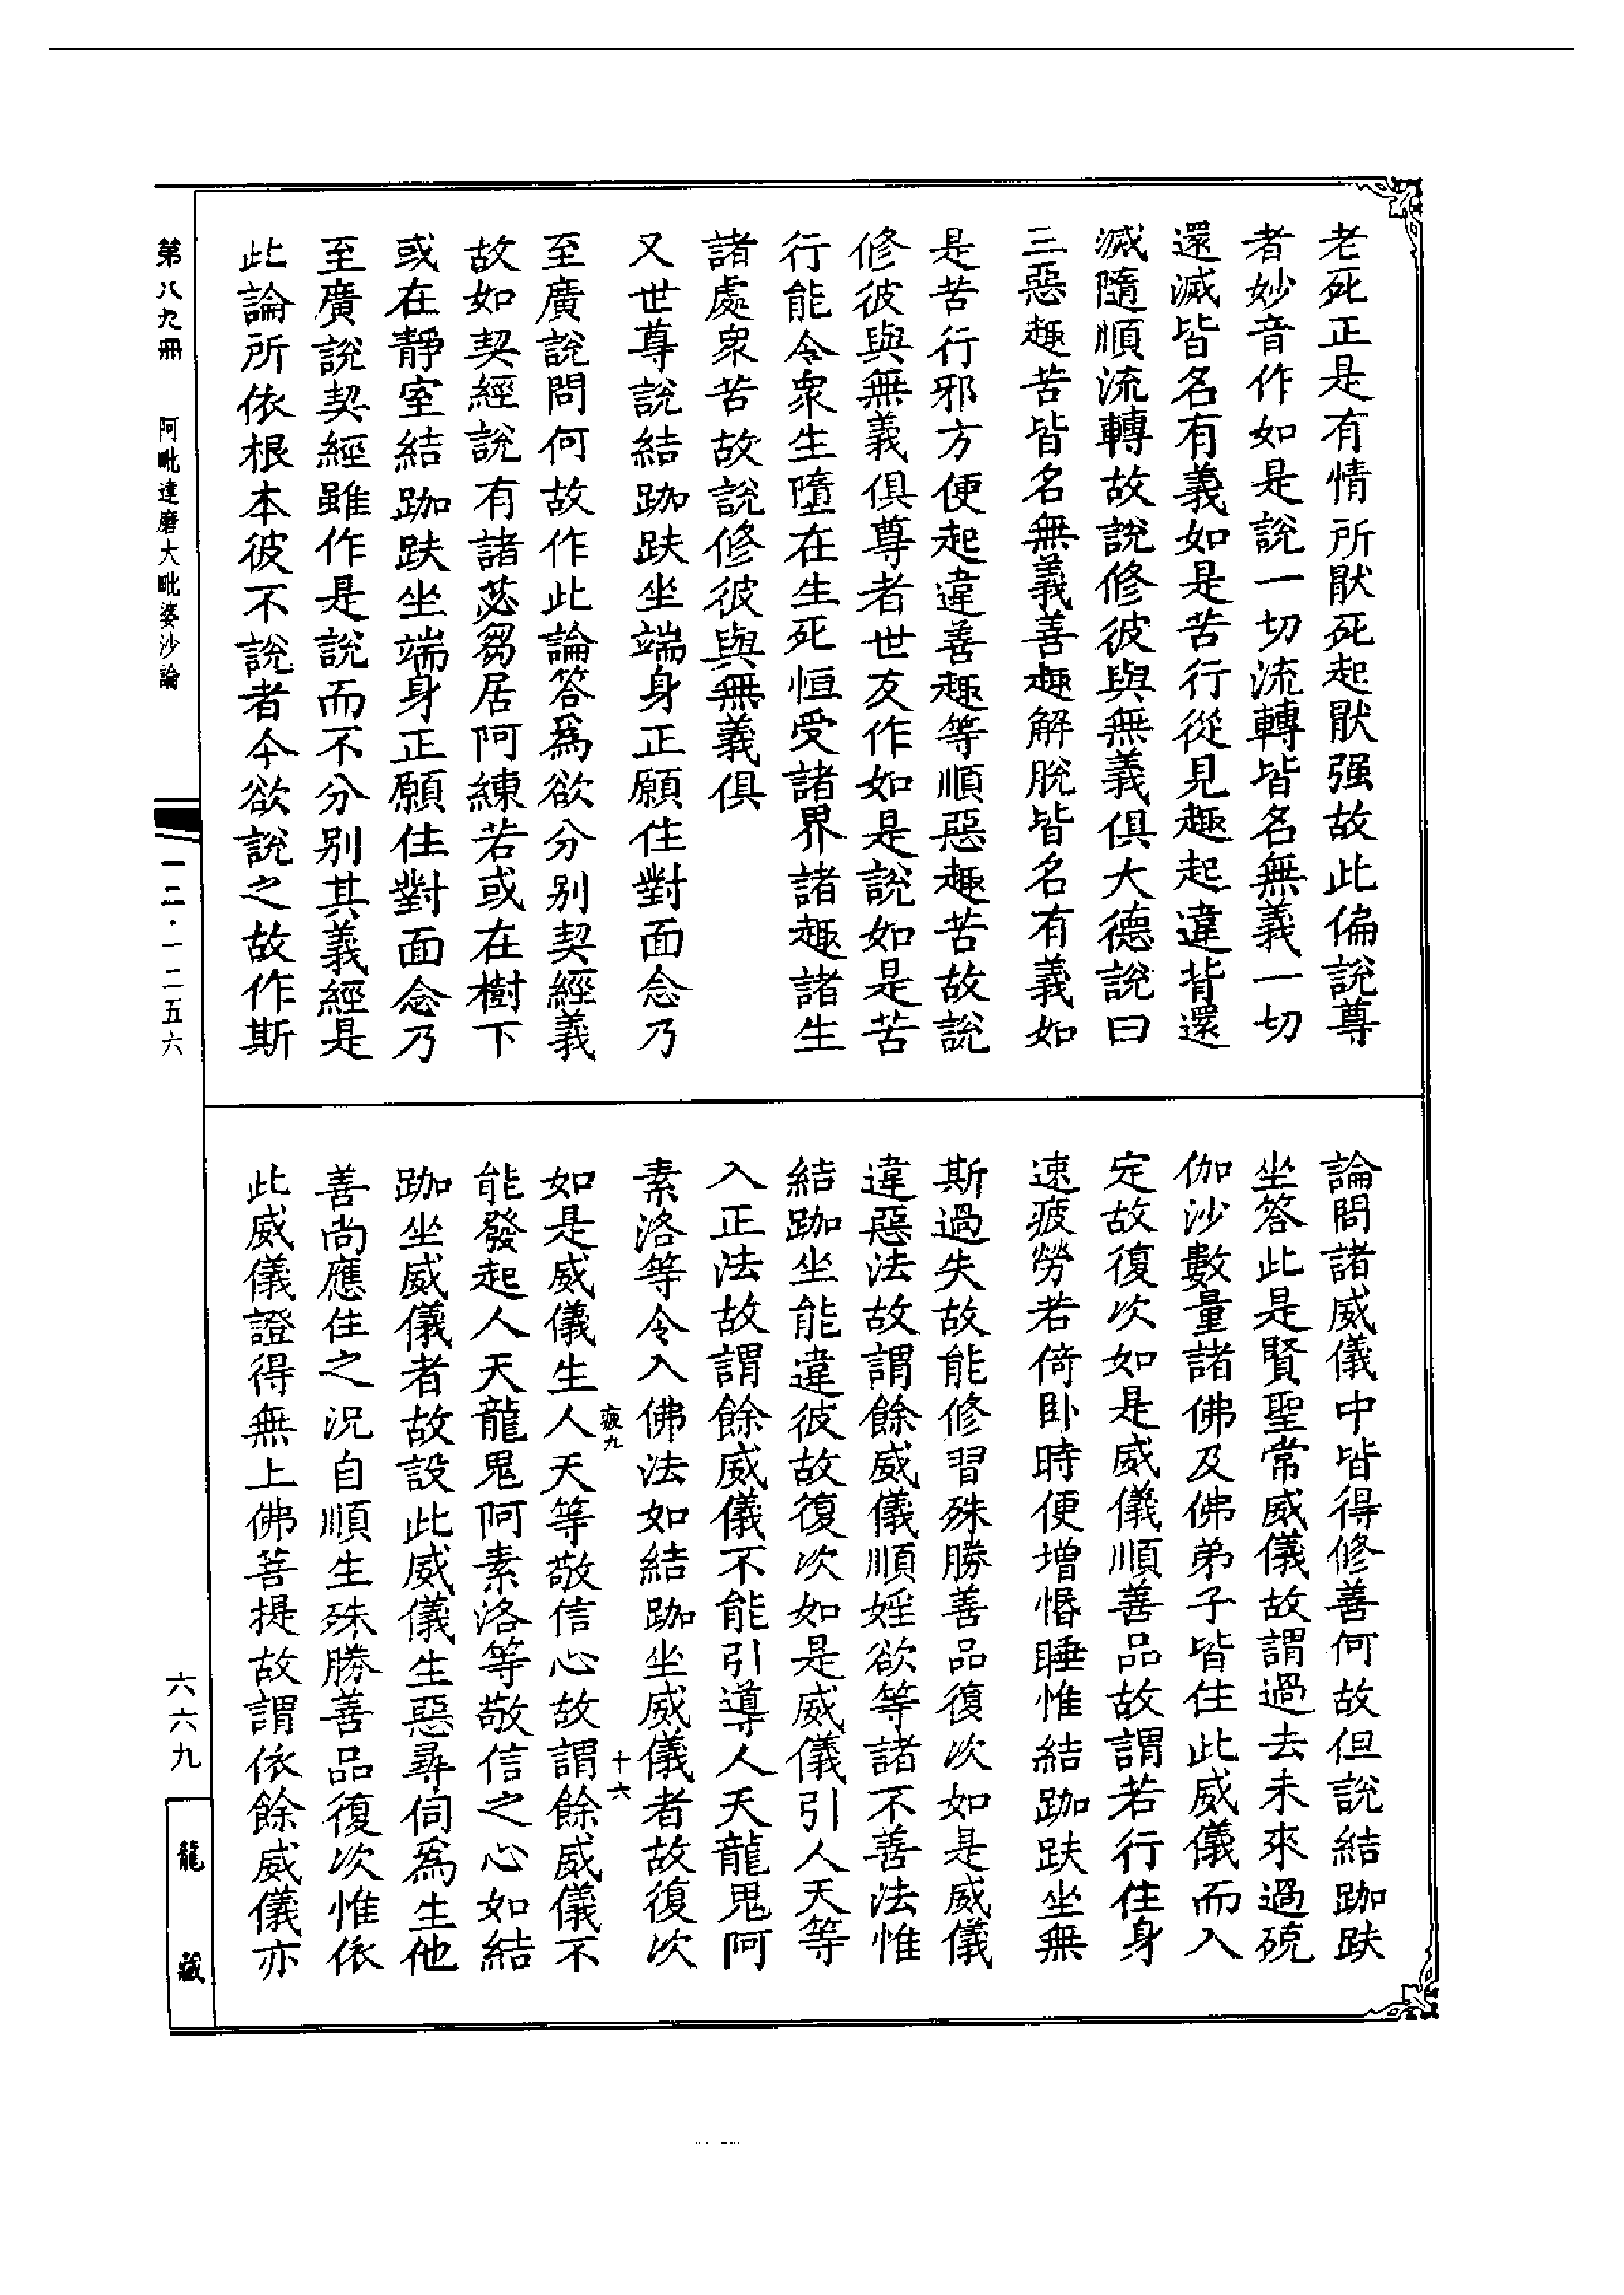 老死正是有情所猒死起猒强故此偏說尊
者妙音作如是說一切流轉皆名無義一切
還滅皆名有義如是苦行從見趣起違背還
滅隨順流轉故說修彼與無義俱大德說曰
三惡趣苦皆名無義善趣解脫皆名有義如
是苦行邪方便起違善趣等順惡趣苦故說
修彼與無義俱尊者世友作如是說如是苦
行能令衆生墮在生死恒受諸界諸趣諸生
諸處衆苦故說修彼與無義俱
又世尊說結跏趺坐端身正願住對面念乃
至廣說問何故作此論答爲欲分别契經義
故如契經說有諸苾芻居阿練若或在樹下
或在靜室結跏趺坐端身正願住對面念乃
至廣說契經雖作是說而不分别其義經是
此論所依根本彼不說者今欲說之故作斯
論問諸威儀中皆得修善何故但說結跏趺
坐答此是賢聖常威儀故謂過去未來過殑
伽沙數量諸佛及佛弟子皆住此威儀而入
定故復次如是威儀順善品故謂若行住身
速疲勞若倚卧時便增惛睡惟結跏趺坐無
斯過失故能修習殊勝善品復次如是威儀
違惡法故謂餘威儀順婬欲等諸不善法惟
結跏坐能違彼故復次如是威儀引人天等
入正法故謂餘威儀不能引導人天龍鬼阿
素洛等令入佛法如結跏坐威儀者故復次
疲九
十六
如是威儀生人天等敬信心故謂餘威儀不
能發起人天龍鬼阿素洛等敬信之心如結
跏坐威儀者故設此威儀生惡尋伺爲生他
善尚應住之況自順生殊勝善品復次惟依
此威儀證得無上佛菩提故謂依餘威儀亦
第八九冊
阿毗達磨大毗婆沙論
一二·一二五六
六六九
龍藏